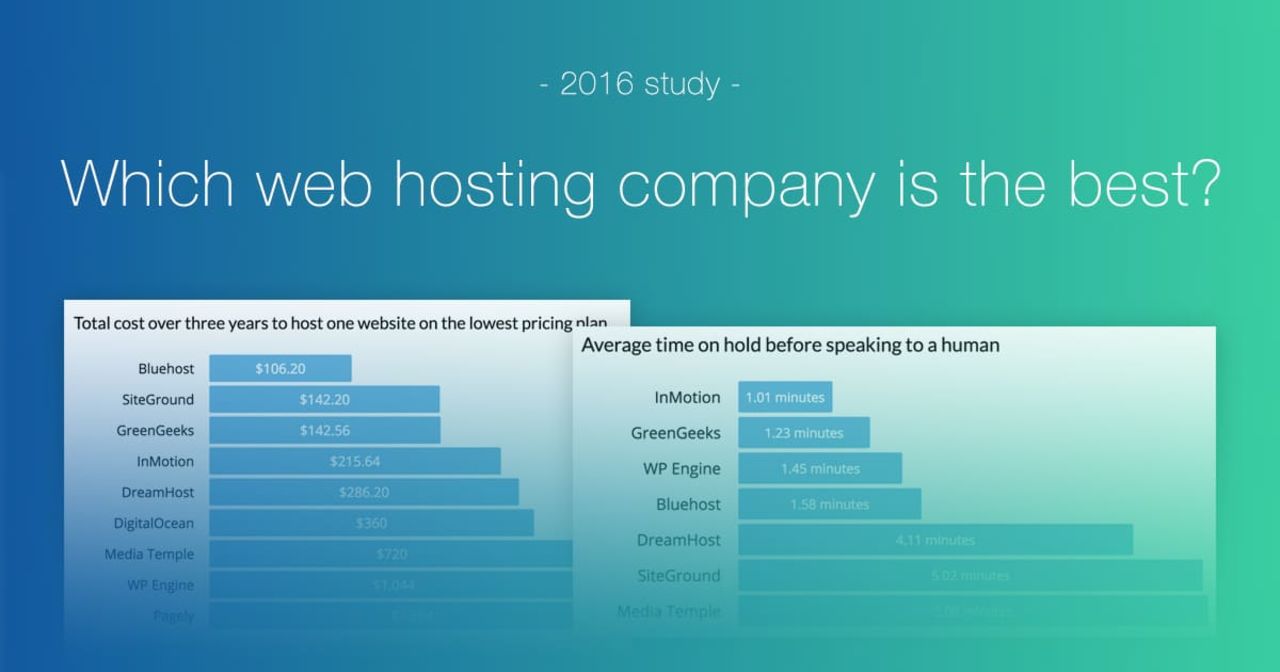 - 2016 study -
Which web hosting company is the best?
Total cost over three years to host one website on the lowest pricing plan
Bluehost $106.20
SiteGround $142.20
GreenGeeks $142.56
InMotion $215.64
DreamHost $286.20
DigitalOcean $360
Media Temple $720
WP Engine $1,044
Pagely
Average time on hold before speaking to a human
InMotion 1.01 minutes
GreenGeeks 1.23 minutes
WP Engine 1.45 minutes
Bluehost 1.58 minutes
DreamHost 4.11 minutes
SiteGround 5.02 minutes
Media Temple minutes